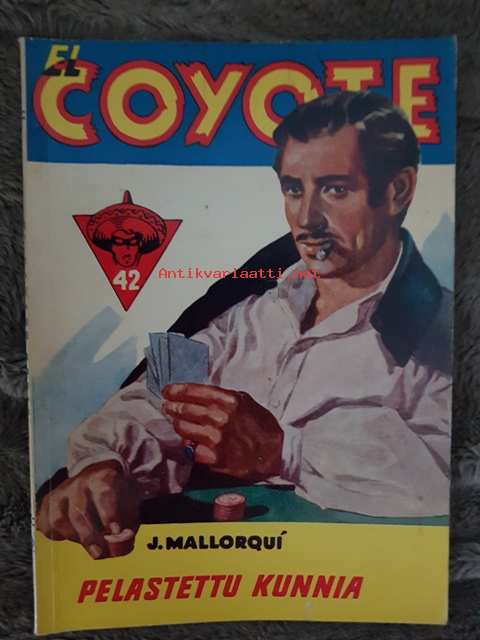 EL
COYOTE
42
Antikvariaatti.net
J. MALLORQUÍ
PELASTETTU KUNNIA